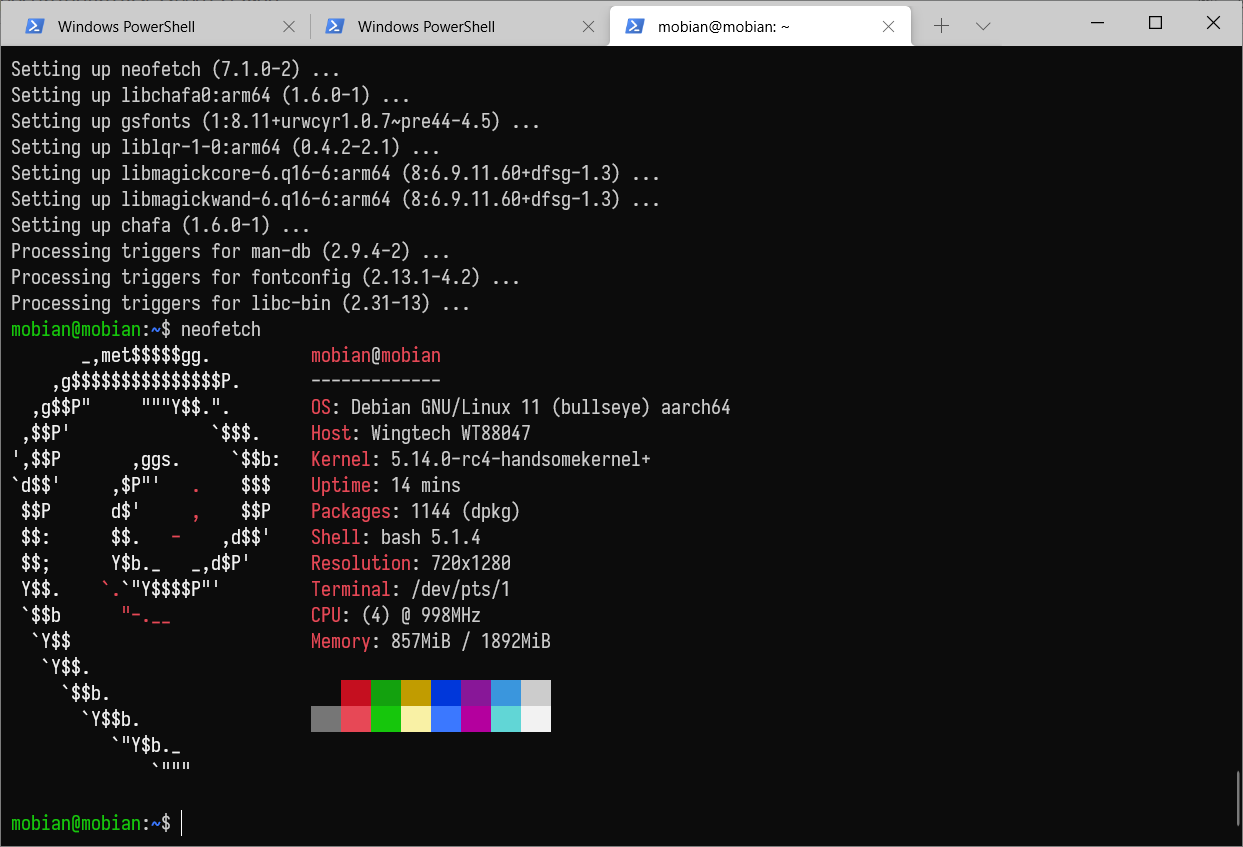 Windows PowerShell
Windows PowerShell
mobian@mobian: ~
Setting up neofetch (7.1.0-2) ...
Setting up libchafa0:arm64 (1.6.0-1) ...
Setting up gsfonts (1:8.11+urwcyr1.0.7~pre44-4.5) ...
Setting up liblqr-1-0:arm64 (0.4.2-2.1) ...
Setting up libmagickcore-6.q16-6:arm64 (8:6.9.11.60+dfsg-1.3) ...
Setting up libmagickwand-6.q16-6:arm64 (8:6.9.11.60+dfsg-1.3) ...
Setting up chafa (1.6.0-1) ...
Processing triggers for man-db (2.9.4-2) ...
Processing triggers for fontconfig (2.13.1-4.2) ...
Processing triggers for libc-bin (2.31-13) ...
mobian@mobian:~$ neofetch
       _,met$$$$$gg.          mobian@mobian
    ,g$$$$$$$$$$$$$$$P.       -------------
  ,g$$P"     """Y$$.".        OS: Debian GNU/Linux 11 (bullseye) aarch64
 ,$$P'              `$$$.     Host: Wingtech WT88047
',$$P       ,ggs.     `$$b:   Kernel: 5.14.0-rc4-handsomekernel+
`d$$'     ,$P"'   .    $$$    Uptime: 14 mins
 $$P      d$'     ,    $$P    Packages: 1144 (dpkg)
 $$:      $$.   -    ,d$$'    Shell: bash 5.1.4
 $$;      Y$b._   _,d$P'      Resolution: 720x1280
 Y$$.    `.`"Y$$$$P"'         Terminal: /dev/pts/1
 `$$b      "-.__              CPU: (4) @ 998MHz
  `Y$$                        Memory: 857MiB / 1892MiB
   `Y$$.
     `$$b.
       `Y$$b.
          `"Y$b._
              `"""
mobian@mobian:~$